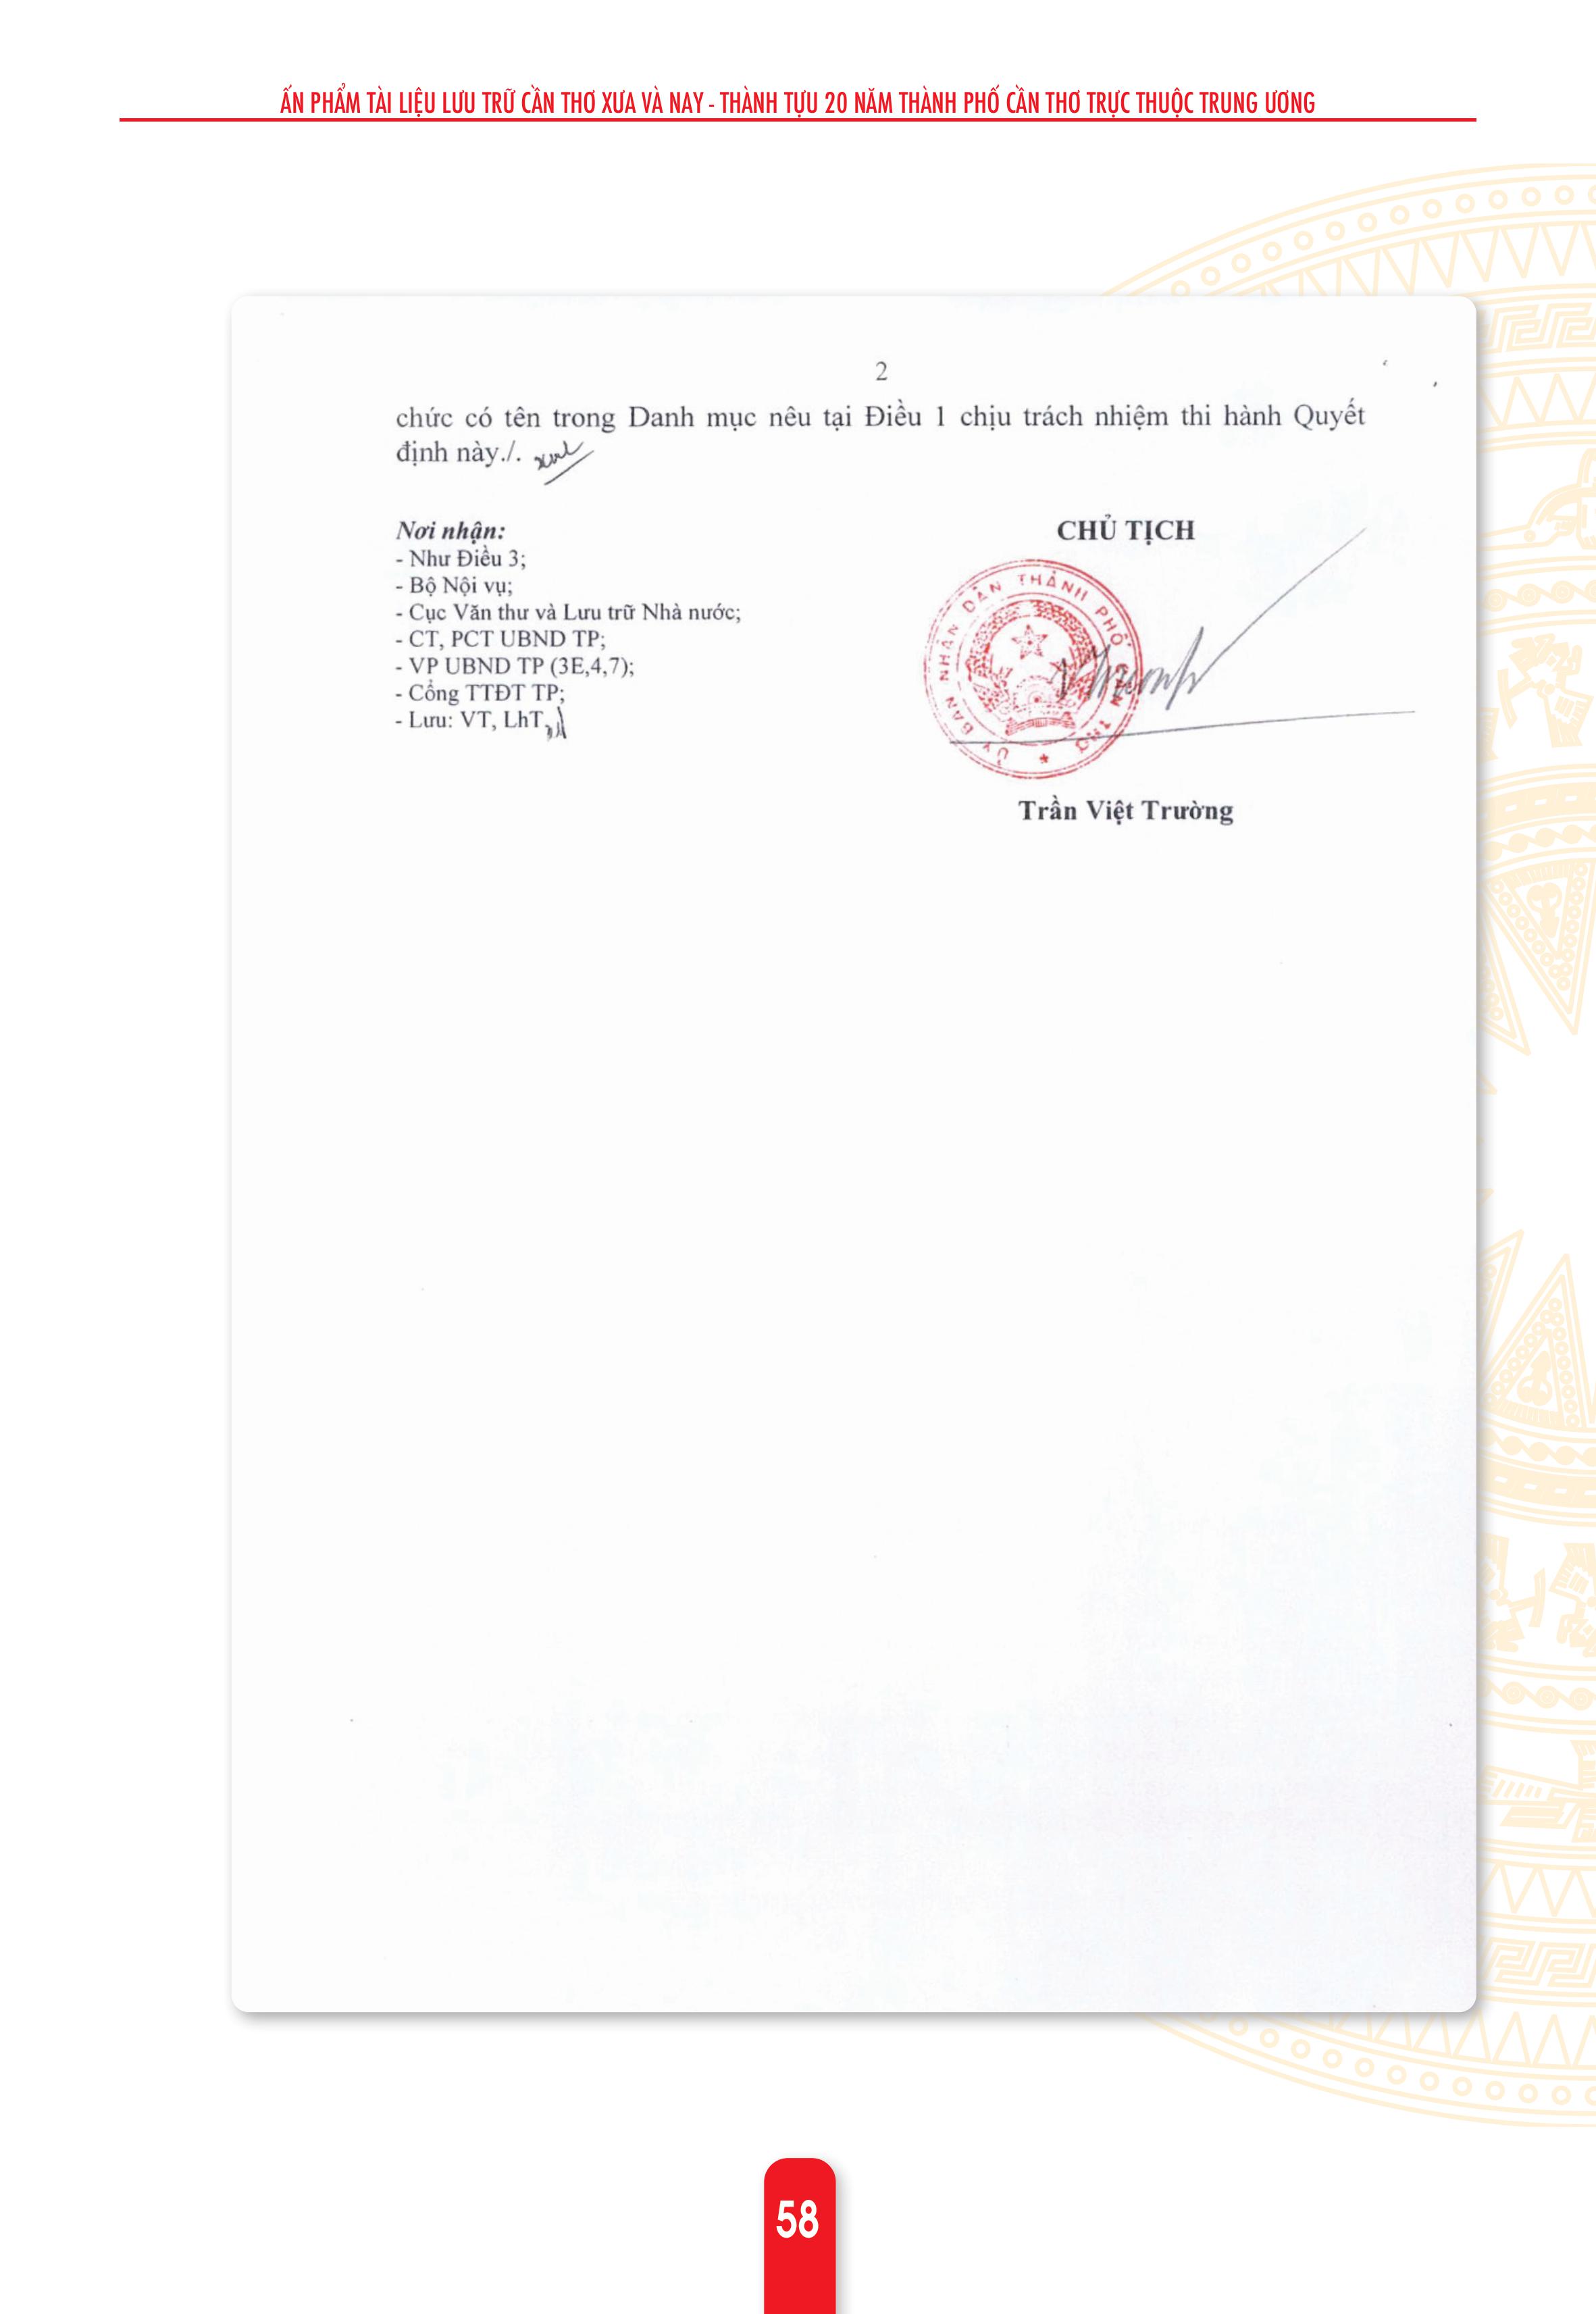 ẤN PHẨM TÀI LIỆU LƯU TRỮ CẦN THƠ XƯA VÀ NAY - THÀNH TỰU 20 NĂM THÀNH PHỐ CẦN THƠ TRỰC THUỘC TRUNG ƯƠNG
2
chức có tên trong Danh mục nêu tại Điều 1 chịu trách nhiệm thi hành Quyết
định này./.
Nơi nhận:
- Như Điều 3;
- Bộ Nội vụ;
- Cục Văn thư và Lưu trữ Nhà nước;
- CT, PCT UBND TP;
- VP UBND TP (3E,4,7);
- Cổng TTĐT TP;
- Lưu: VT, LhT
CHỦ TỊCH
ỦY BAN NHÂN DÂN THÀNH PHỐ CẦN THƠ
Trần Việt Trường
58